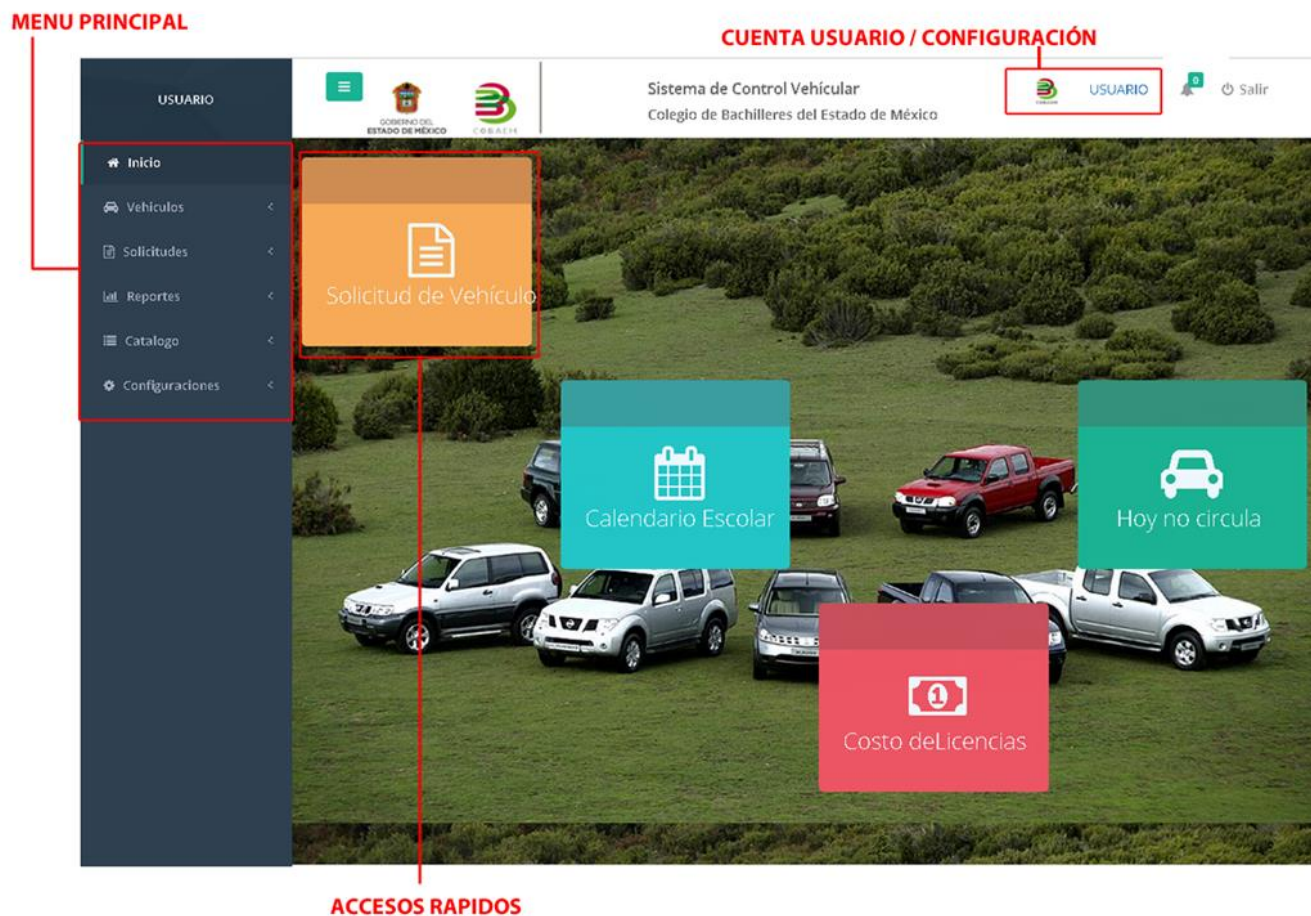 MENU PRINCIPAL
CUENTA USUARIO / CONFIGURACIÓN
USUARIO
GOBIERNO DEL
ESTADO DE MÉXICO
COBAEM
Sistema de Control Vehícular
Colegio de Bachilleres del Estado de México
USUARIO
0
Salir
Inicio
Vehiculos
Solicitudes
Reportes
Catalogo
Configuraciones
Solicitud de Vehículo
Calendario Escolar
Hoy no circula
1
Costo deLicencias
ACCESOS RAPIDOS